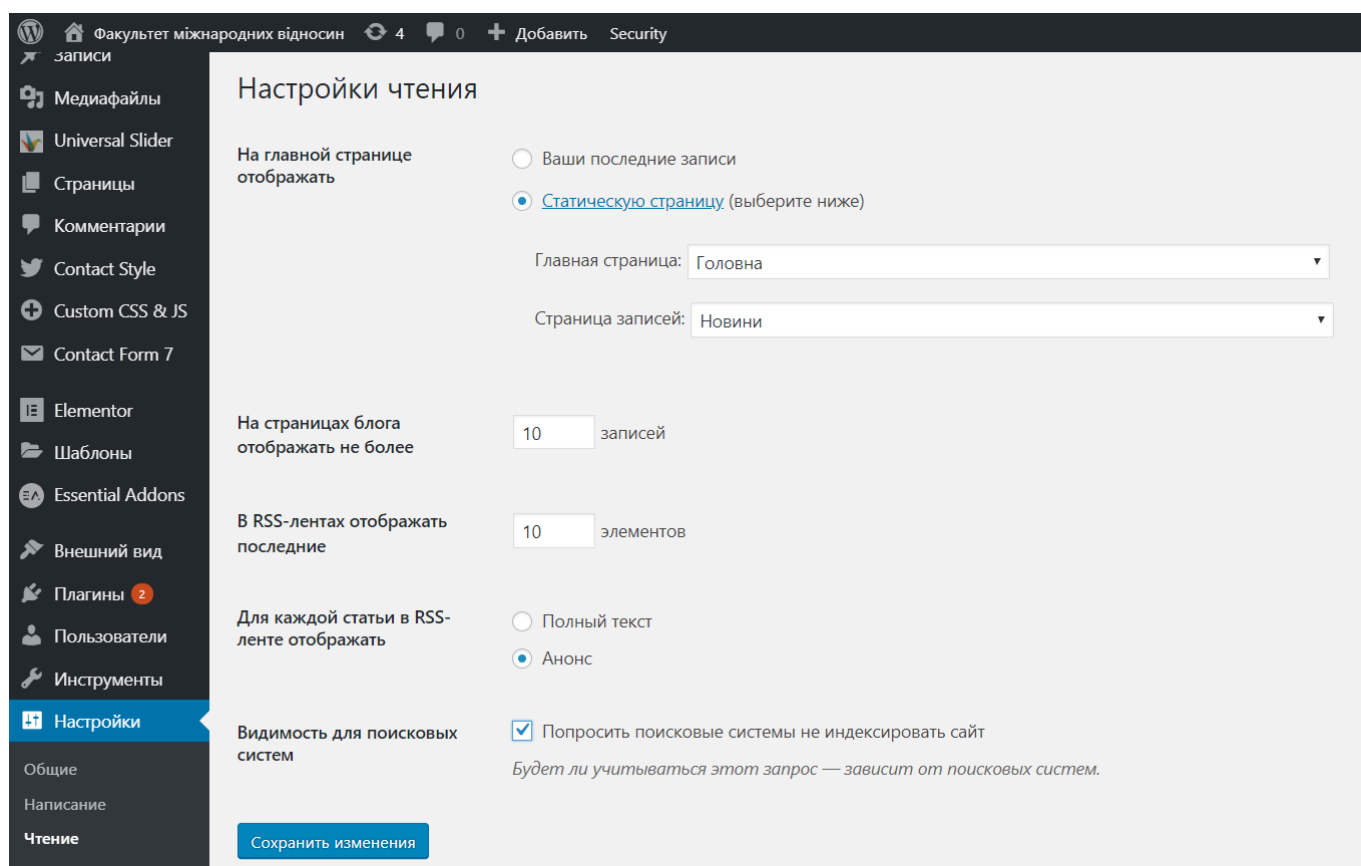 Факультет міжнародних відносин 4 0 Добавить Security
Записи
Медиафайлы
Universal Slider
Страницы
Комментарии
Contact Style
Custom CSS & JS
Contact Form 7
Elementor
Шаблоны
Essential Addons
Внешний вид
Плагины 2
Пользователи
Инструменты
Настройки
Общие
Написание
Чтение
Настройки чтения
На главной странице
отображать
Ваши последние записи
Статическую страницу (выберите ниже)
Главная страница: Головна
Страница записей: Новини
На страницах блога
отображать не более
10 записей
В RSS-лентах отображать
последние
10 элементов
Для каждой статьи в RSS-
ленте отображать
Полный текст
Анонс
Видимость для поисковых
систем
Попросить поисковые системы не индексировать сайт
Будет ли учитываться этот запрос — зависит от поисковых систем.
Сохранить изменения